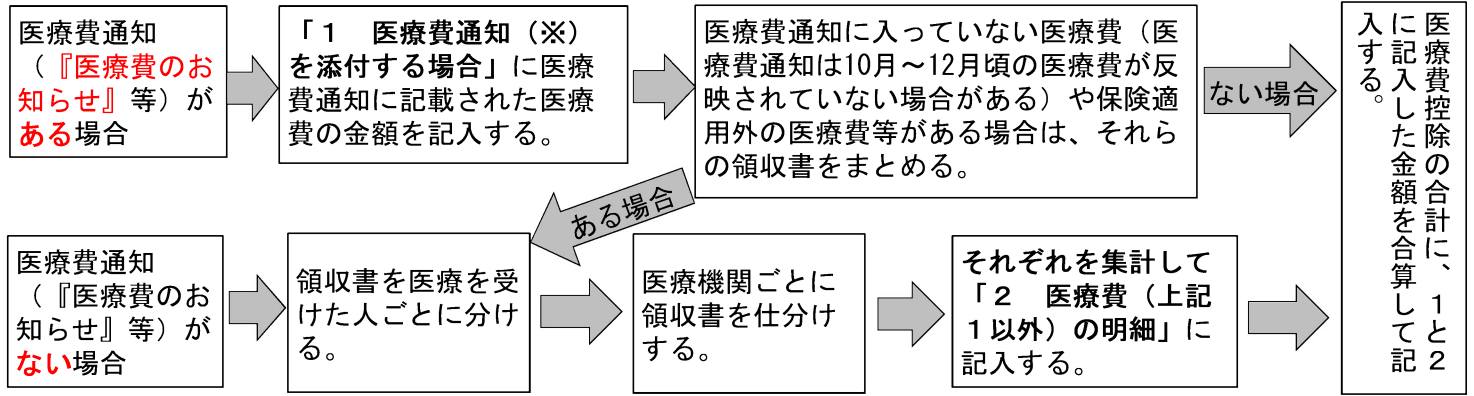 医療費通知
（『医療費のお
知らせ』等）が
ある場合
「１　医療費通知（※）
を添付する場合」に医療
費通知に記載された医療
費の金額を記入する。
医療費通知に入っていない医療費（医
療費通知は10月～12月頃の医療費が反
映されていない場合がある）や保険適
用外の医療費等がある場合は、それら
の領収書をまとめる。
ない場合
ある場合
医療費通知
（『医療費のお
知らせ』等）が
ない場合
領収書を医療を受
けた人ごとに分け
る。
医療機関ごとに
領収書を仕分け
する。
それぞれを集計して
「２　医療費（上記
１以外）の明細」に
記入する。
医療費控除の合計に、１と２
に記入した金額を合算して記
入する。